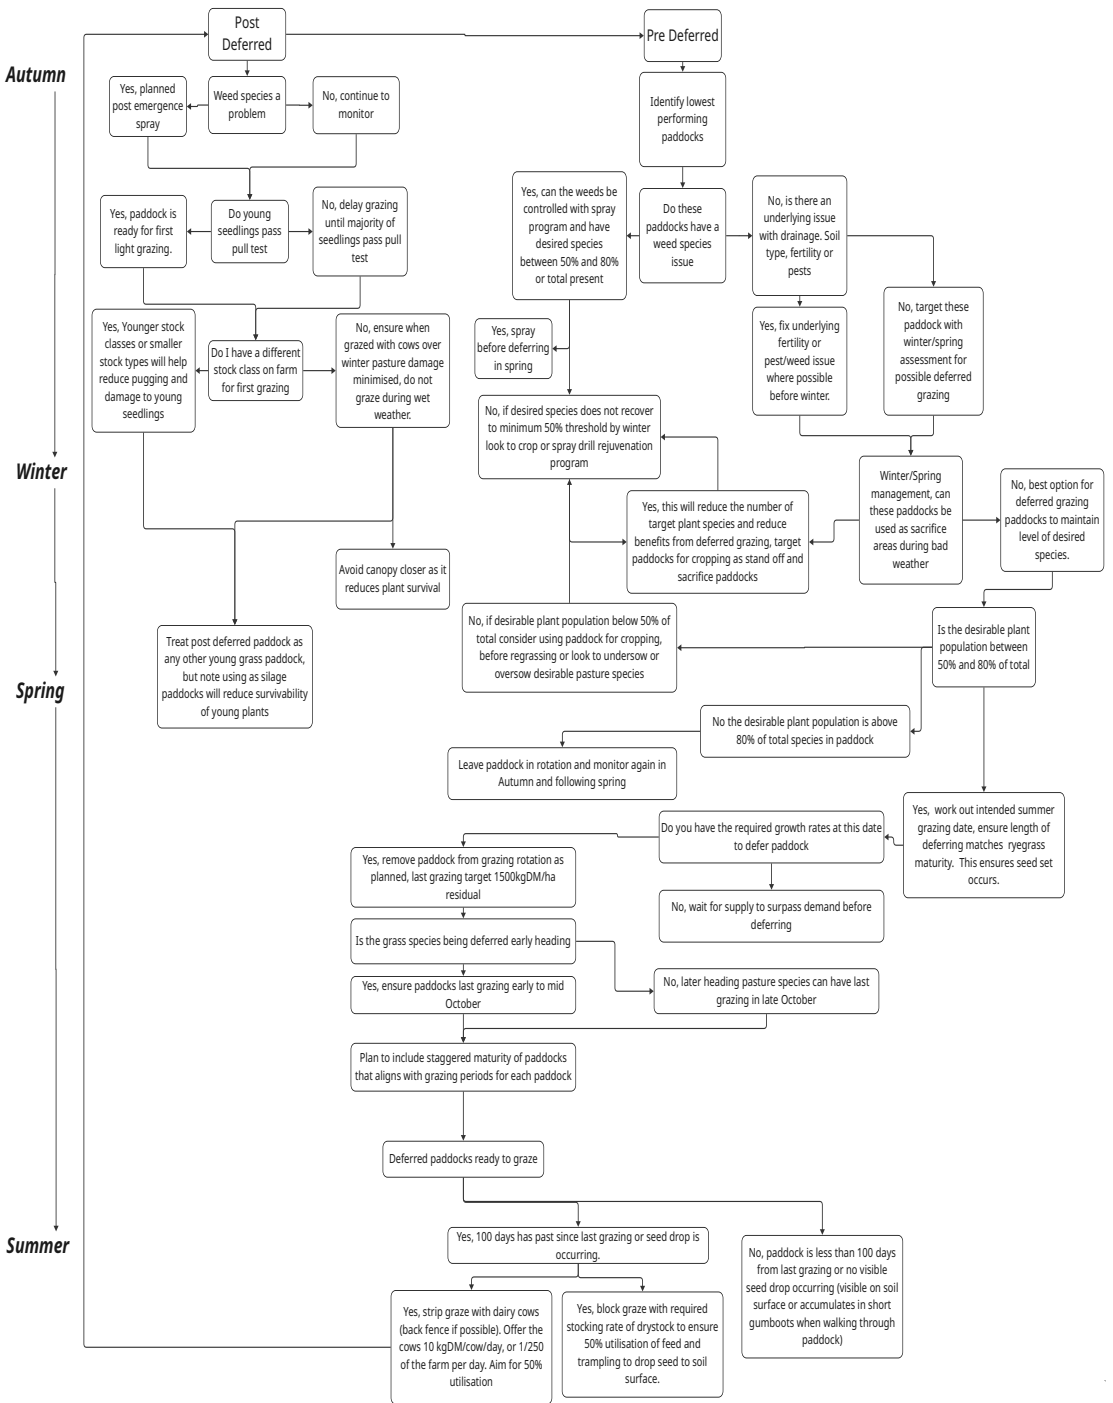 Post
Deferred
Pre Deferred
Autumn
Yes, planned
post emergence
spray
Weed species a
problem
No, continue to
monitor
Identify lowest
performing
paddocks
Yes, paddock is
ready for first
light grazing.
Do young
seedlings pass
pull test
No, delay grazing
until majority of
seedlings pass pull
test
Yes, can the weeds be
controlled with spray
program and have
desired species
between 50% and 80%
or total present
Do these
paddocks have a
weed species
issue
No, is there an
underlying issue
with drainage. Soil
type, fertility or
pests
Yes, Younger stock
classes or smaller
stock types will help
reduce pugging and
damage to young
seedlings
Do I have a different
stock class on farm
for first grazing
No, ensure when
grazed with cows over
winter pasture damage
minimised, do not
graze during wet
weather.
Yes, spray
before deferring
in spring
Yes, fix underlying
fertility or
pest/weed issue
where possible
before winter.
No, target these
paddock with
winter/spring
assessment for
possible deferred
grazing
No, if desired species does not recover
to minimum 50% threshold by winter
look to crop or spray drill rejuvenation
program
Winter
Winter/Spring
management, can
these paddocks be
used as sacrifice
areas during bad
weather
No, best option for
deferred grazing
paddocks to maintain
level of desired
species.
Yes, this will reduce the number of
target plant species and reduce
benefits from deferred grazing, target
paddocks for cropping as stand off and
sacrifice paddocks
Avoid canopy closer as it
reduces plant survival
No, if desirable plant population below 50% of
total consider using paddock for cropping,
before regrassing or look to undersow or
oversow desirable pasture species
Is the desirable plant
population between
50% and 80% of total
Treat post deferred paddock as
any other young grass paddock,
but note using as silage
paddocks will reduce survivability
of young plants
Spring
No the desirable plant population is above
80% of total species in paddock
Leave paddock in rotation and monitor again in
Autumn and following spring
Yes, work out intended summer
grazing date, ensure length of
deferring matches ryegrass
maturity. This ensures seed set
occurs.
Do you have the required growth rates at this date
to defer paddock
Yes, remove paddock from grazing rotation as
planned, last grazing target 1500kgDM/ha
residual
No, wait for supply to surpass demand before
deferring
Is the grass species being deferred early heading
Yes, ensure paddocks last grazing early to mid
October
No, later heading pasture species can have last
grazing in late October
Plan to include staggered maturity of paddocks
that aligns with grazing periods for each paddock
Deferred paddocks ready to graze
Summer
Yes, 100 days has past since last grazing or seed drop is
occurring.
No, paddock is less than 100 days
from last grazing or no visible
seed drop occurring (visible on soil
surface or accumulates in short
gumboots when walking through
paddock)
Yes, strip graze with dairy cows
(back fence if possible). Offer the
cows 10 kgDM/cow/day, or 1/250
of the farm per day. Aim for 50%
utilisation
Yes, block graze with required
stocking rate of drystock to ensure
50% utilisation of feed and
trampling to drop seed to soil
surface.